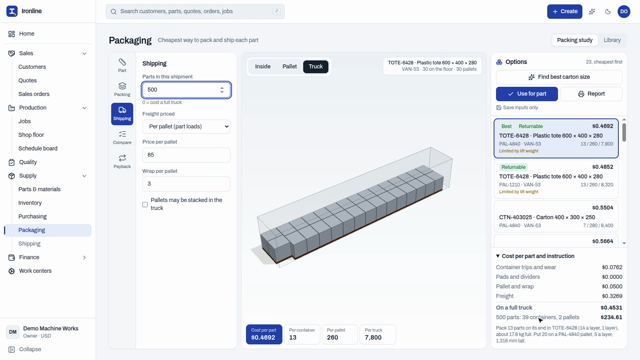 Ironline
Search customers, parts, quotes, orders, jobs
/
+ Create
DO
Home
Sales
Customers
Quotes
Sales orders
Production
Jobs
Shop floor
Schedule board
Quality
Supply
Parts & materials
Inventory
Purchasing
Packaging
Shipping
Finance
Work centers
DM
Demo Machine Works
Owner · USD
Collapse
Packaging
Cheapest way to pack and ship each part
Packing study
Library
Part
Packing
Shipping
Compare
Payback
Shipping
Parts in this shipment
500
0 = cost a full truck
Freight priced
Per pallet (part loads)
Price per pallet
85
Wrap per pallet
3
Pallets may be stacked in the
truck
Inside
Pallet
Truck
TOTE-6428 · Plastic tote 600 × 400 × 280
VAN-53 · 30 on the floor · 30 pallets
Cost per part
$0.4692
Per container
13
Per pallet
260
Per truck
7,800
Options
23, cheapest first
Find best carton size
Use for part
Report
Save inputs only
Best
Returnable
$0.4692
TOTE-6428 · Plastic tote 600 × 400 × 280
PAL-4840 · VAN-53
13 / 260 / 7,800
Limited by lift weight
Returnable
$0.4852
TOTE-6428 · Plastic tote 600 × 400 × 280
PAL-1210 · VAN-53
13 / 260 / 8,320
Limited by lift weight
$0.5504
CTN-403025 · Carton 400 × 300 × 250
PAL-4840 · VAN-53
7 / 280 / 8,400
$0.5664
Cost per part and instruction
Container trips and wear
$0.0762
Pads and dividers
$0.0000
Pallet and wrap
$0.0500
Freight
$0.3269
On a full truck
$0.4531
500 parts: 39 containers, 2 pallets
$234.61
Pack 13 parts on its end in TOTE-6428 (14 a layer, 1 layer),
about 17.8 kg full. Put 20 on a PAL-4840 pallet, 5 a layer,
1,318 mm tall.